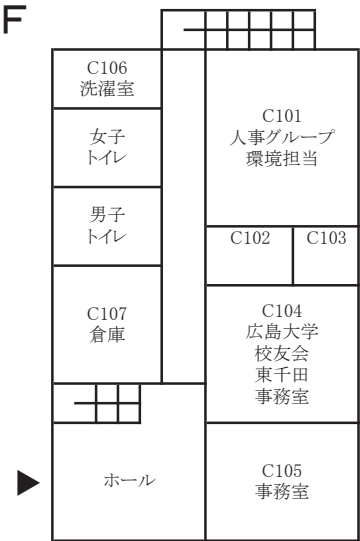 F
C106
洗濯室
女子
トイレ
男子
トイレ
C107
倉庫
ホール
C101
人事グループ
環境担当
C102
C103
C104
広島大学
校友会
東千田
事務室
C105
事務室